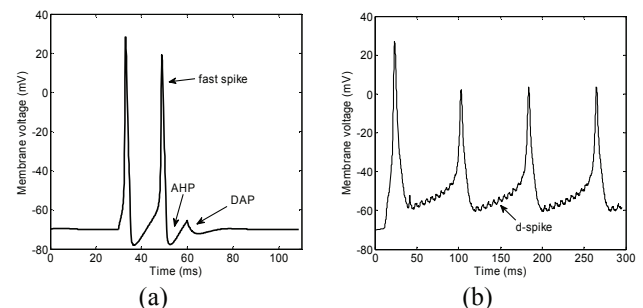 (a)
40
20
0
-20
-40
-60
-80
Membrane voltage (mV)
fast spike
AHP
DAP
0 20 40 60 80 100
Time (ms)
(a)
(b)
40
20
0
-20
-40
-60
-80
Membrane voltage (mV)
d-spike
0 50 100 150 200 250 300
Time (ms)
(b)